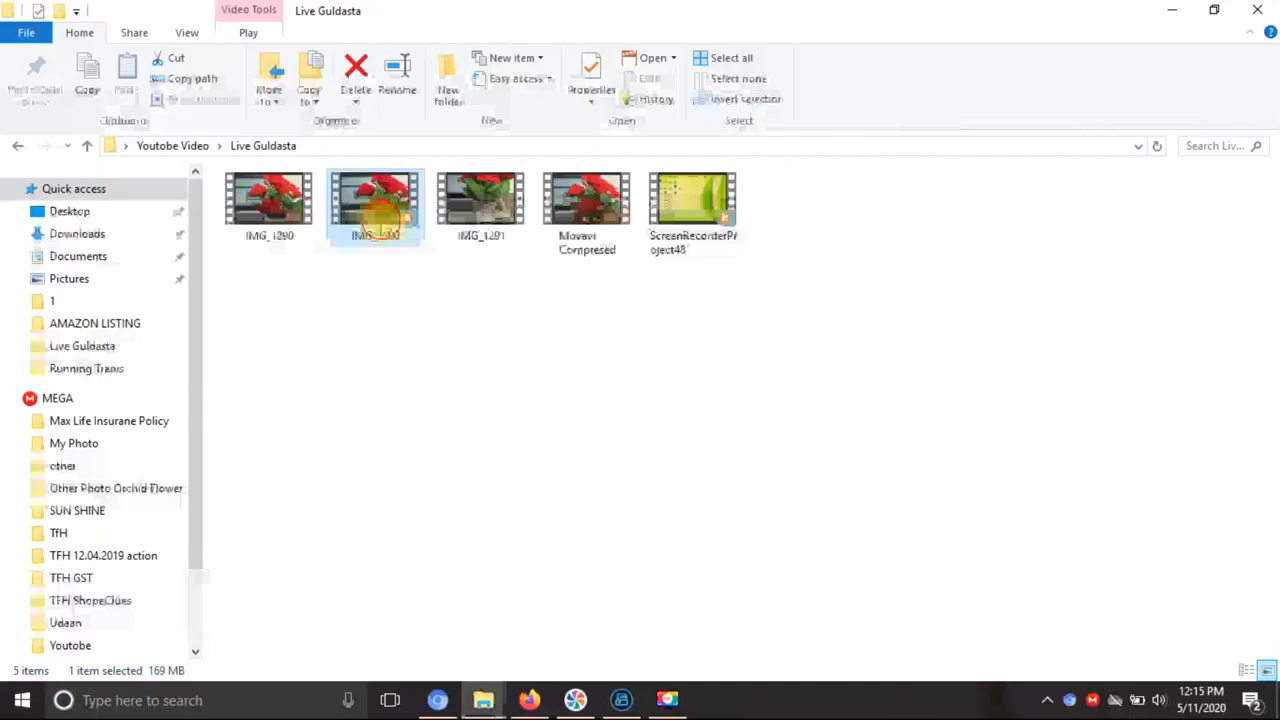 Video Tools
Live Guldasta
File
Home
Share
View
Play
Copy
Cut
Copy path
Move to
Copy to
Delete
Rename
New folder
New item
Easy access
Properties
Open
Edit
History
Select all
Select none
Invert selection
Clipboard
Organize
New
Open
Select
Youtube Video
Live Guldasta
Search Liv...
Quick access
Desktop
Downloads
Documents
Pictures
1
AMAZON LISTING
Live Guldasta
Running Trans
MEGA
Max Life Insurane Policy
My Photo
other
Other Photo Orchid Flower
SUN SHINE
TfH
TFH 12.04.2019 action
TFH GST
TFH ShopeClues
Udaan
Youtube
IMG_1290
IMG_1291
Movavi Compresed
ScreenRecorderProject48
5 items
1 item selected 169 MB
Type here to search
12:15 PM
5/11/2020
2